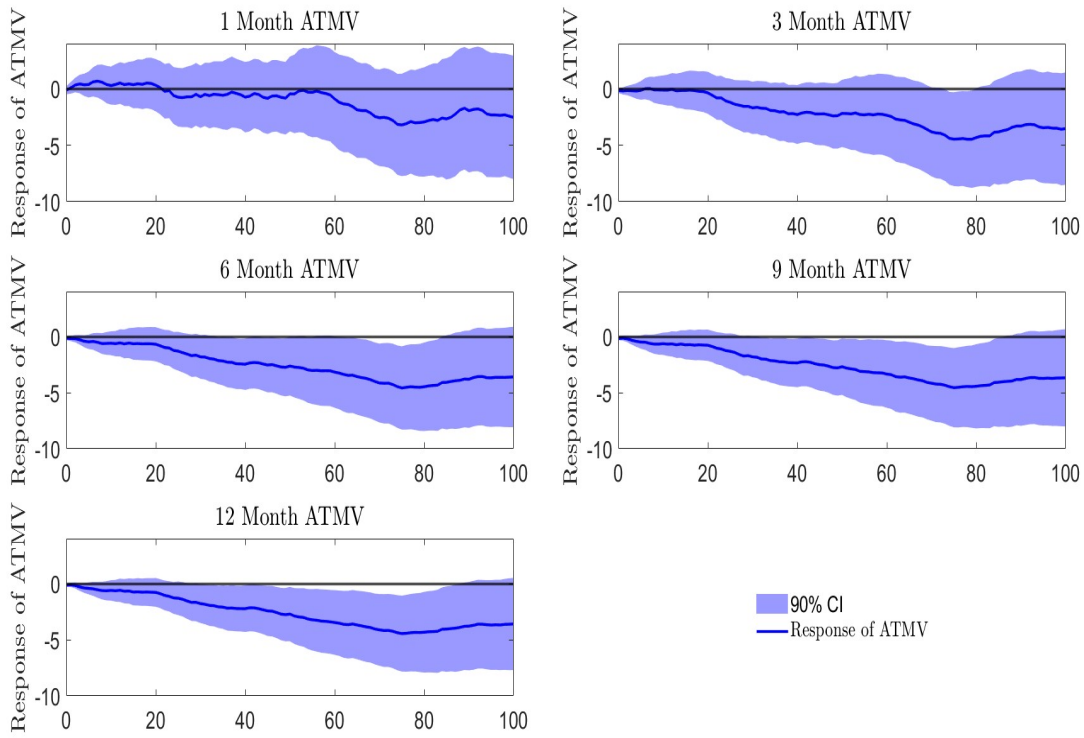 1 Month ATMV
Response of ATMV
0
-5
-10
0 20 40 60 80 100
3 Month ATMV
Response of ATMV
0
-5
-10
0 20 40 60 80 100
6 Month ATMV
Response of ATMV
0
-5
-10
0 20 40 60 80 100
9 Month ATMV
Response of ATMV
0
-5
-10
0 20 40 60 80 100
12 Month ATMV
Response of ATMV
0
-5
-10
0 20 40 60 80 100
90% CI
Response of ATMV